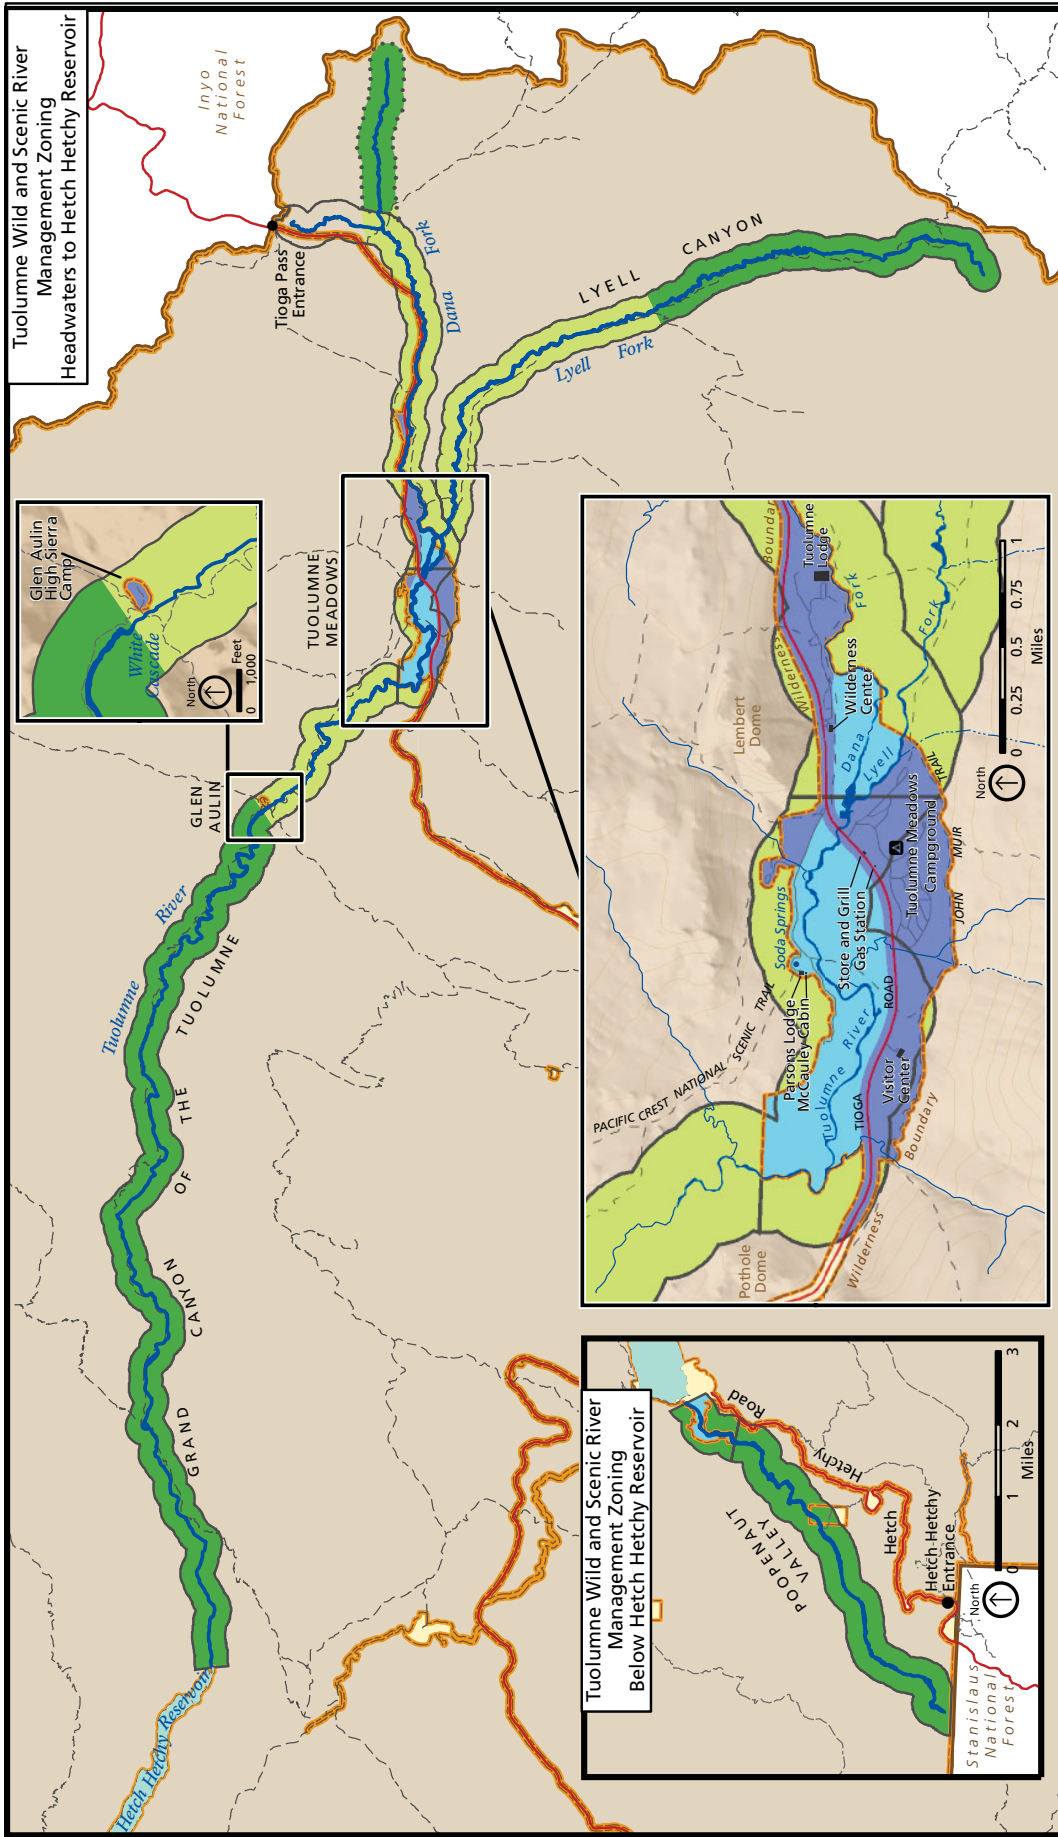 Tuolumne Wild and Scenic River
Management Zoning
Headwaters to Hetch Hetchy Reservoir
Inyo
National
Forest
Tioga Pass
Entrance
Dana
Fork
LYELL CANYON
Lyell
Fork
TUOLUMNE
MEADOWS
GLEN
AULIN
Tuolumne
River
GRAND CANYON OF THE TUOLUMNE
Hetch Hetchy Reservoir
Glen Aulin
High Sierra
Camp
White
Cascade
North
0 1,000
Feet
Pothole
Dome
Lembert
Dome
PACIFIC CREST NATIONAL SCENIC TRAIL
Soda Springs
Parsons Lodge
McCauley Cabin
Tuolumne River
TIOGA ROAD
Visitor
Center
Store and Grill
Gas Station
Tuolumne Meadows
Campground
Wilderness
Center
Tuolumne
Lodge
Dana Fork
Lyell Fork
JOHN MUIR TRAIL
Wilderness Boundary
Wilderness Boundary
North
0 0.25 0.5 0.75 1
Miles
Tuolumne Wild and Scenic River
Management Zoning
Below Hetch Hetchy Reservoir
POOPENAUT
VALLEY
Hetch Hetchy Road
Hetch-Hetchy
Entrance
Stanislaus
National
Forest
North
0 1 2 3
Miles